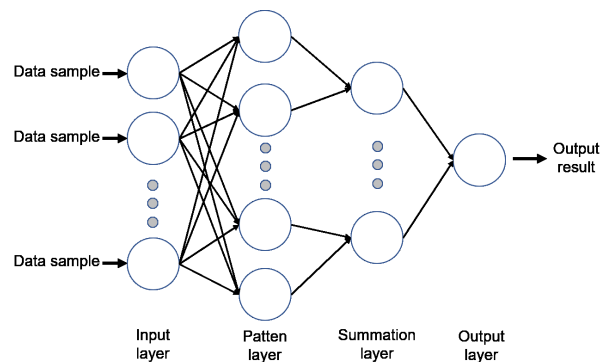 Data sample
Data sample
Data sample
Output
result
Input
layer
Patten
layer
Summation
layer
Output
layer